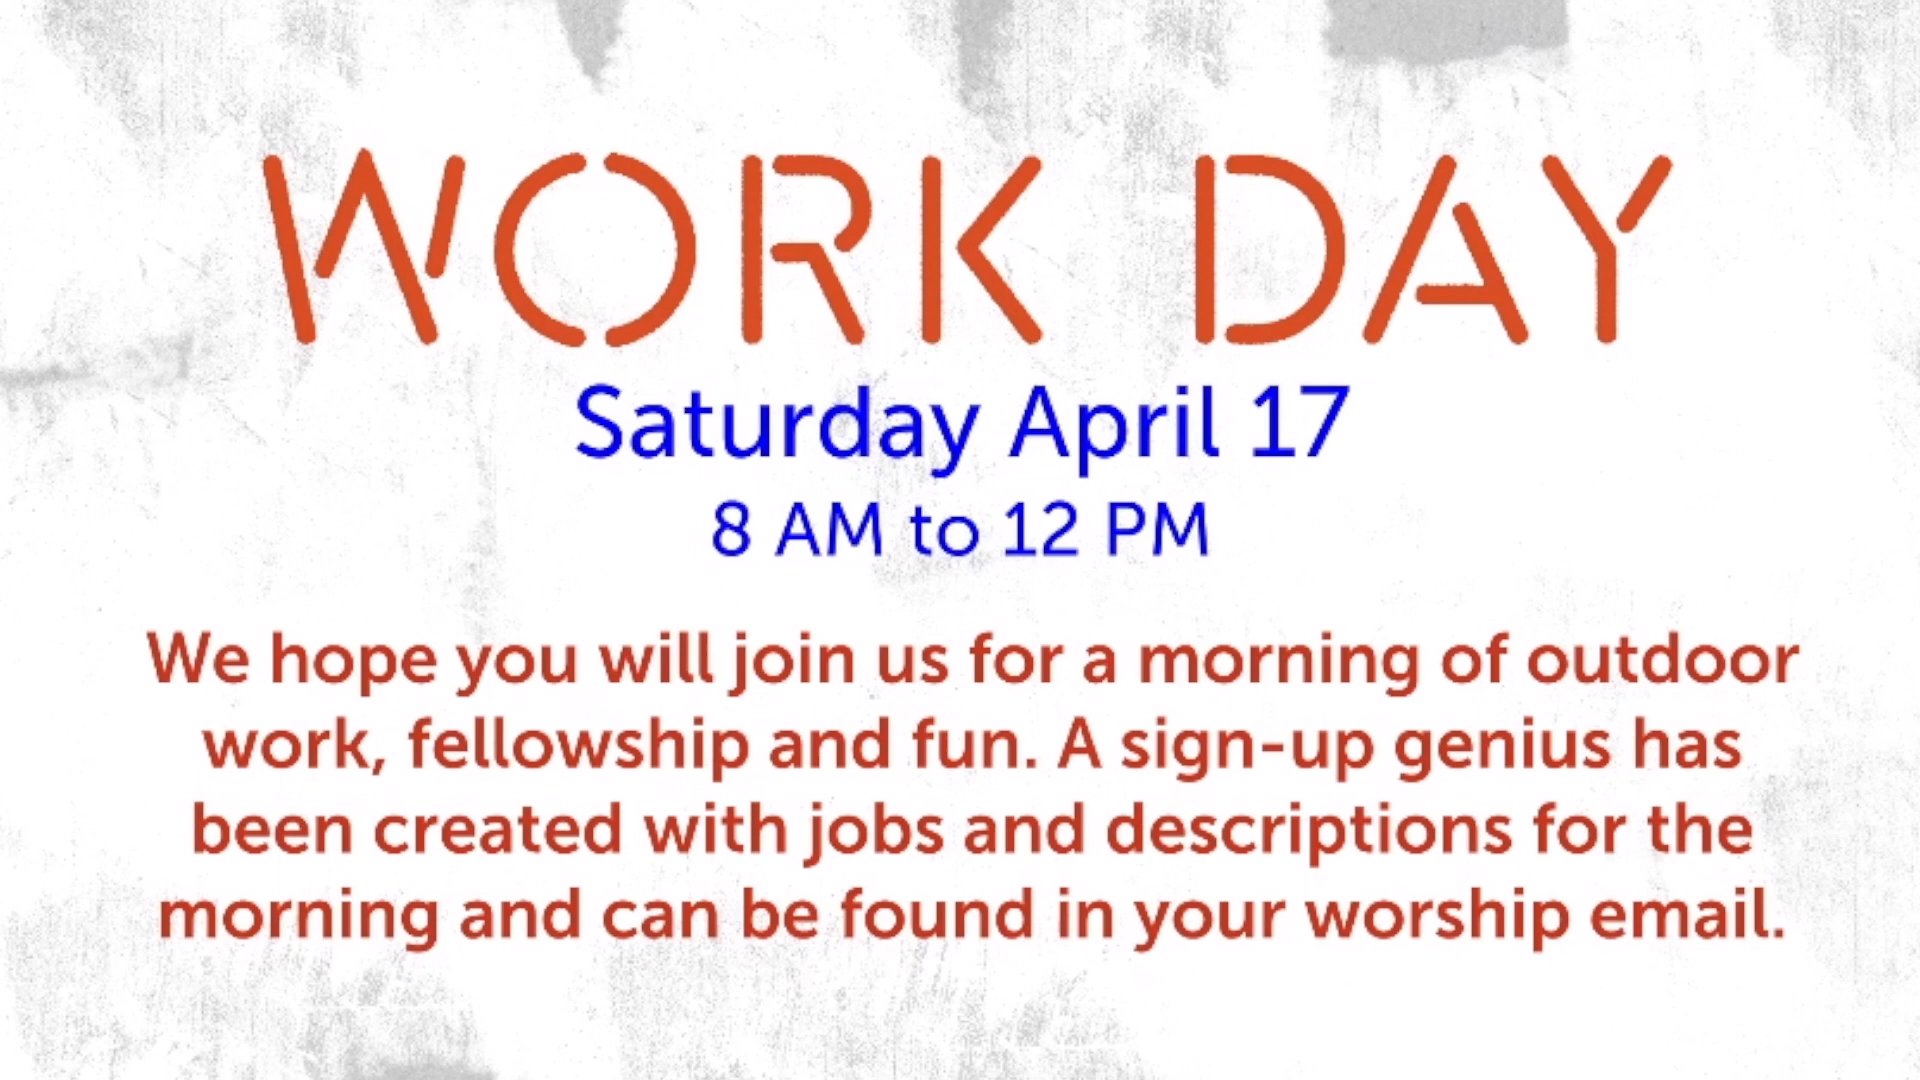 WORK DAY
Saturday April 17
8 AM to 12 PM
We hope you will join us for a morning of outdoor
work, fellowship and fun. A sign-up genius has
been created with jobs and descriptions for the
morning and can be found in your worship email.